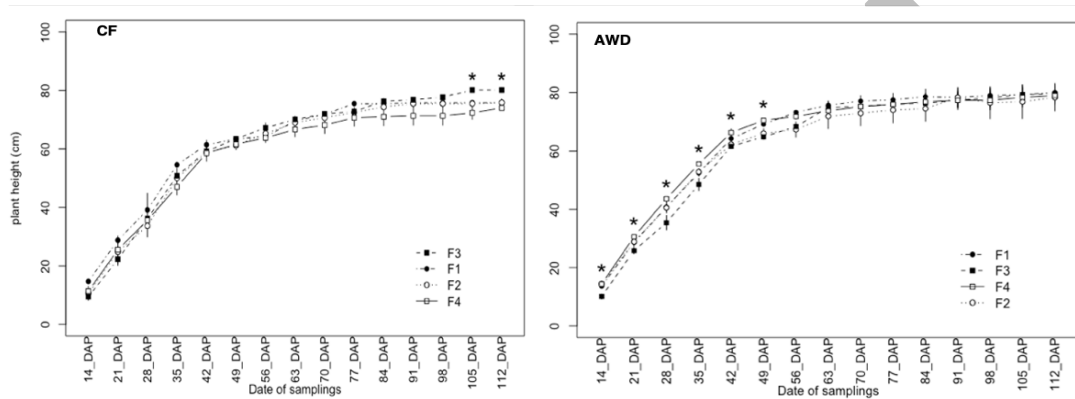 CF
plant height (cm)
0
20
40
60
80
100
*
*
F3
F1
F2
F4
14_DAP
21_DAP
28_DAP
35_DAP
42_DAP
49_DAP
56_DAP
63_DAP
70_DAP
77_DAP
84_DAP
91_DAP
98_DAP
105_DAP
112_DAP
Date of samplings
AWD
0
20
40
60
80
100
*
*
*
*
*
*
F1
F3
F4
F2
14_DAP
21_DAP
28_DAP
35_DAP
42_DAP
49_DAP
56_DAP
63_DAP
70_DAP
77_DAP
84_DAP
91_DAP
98_DAP
105_DAP
112_DAP
Date of samplings